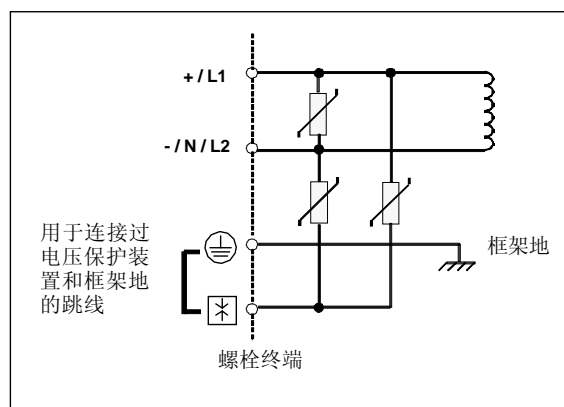 + / L1
- / N / L2
用于连接过
电压保护装
置和框架地
的跳线
框架地
螺栓终端